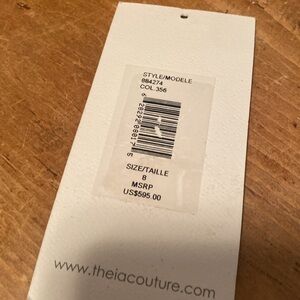 STYLE/MODELE
884274
COL.356
SIZE/TAILLE
8
MSRP
US$595.00
www.theiacouture.com